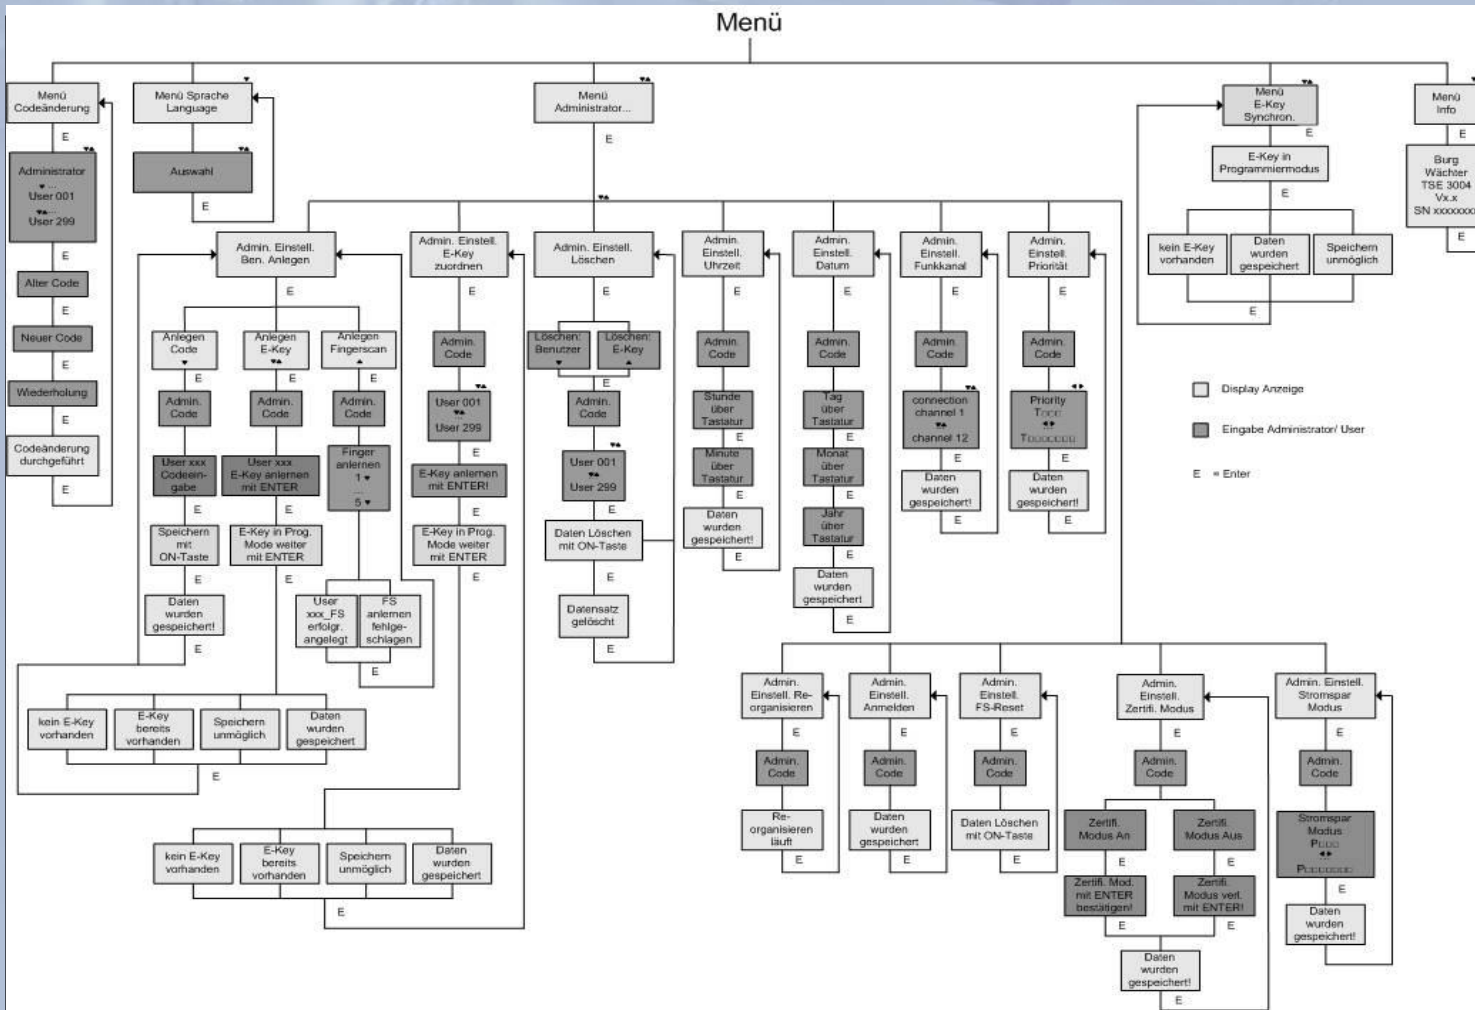 Menü
Menü
Codeänderung
E
Administrator
...
User 001
...
User 299
E
Alter Code
E
Neuer Code
E
Wiederholung
E
Codeänderung
durchgeführt
E
Menü Sprache
Language
E
Auswahl
E
Menü
Administrator...
E
Menü
E-Key
Synchron.
E
E-Key in
Programmiermodus
E
kein E-Key
vorhanden
Daten
wurden
gespeichert
Speichern
unmöglich
E
Menü
Info
E
Burg
Wächter
TSE 3004
Vx.x
SN xxxxxxxx
E
Admin. Einstell.
Ben. Anlegen
E
Anlegen
Code
E
Admin.
Code
E
User xxx
Codeein-
gabe
E
Speichern
mit
ON-Taste
E
Daten
wurden
gespeichert!
E
Anlegen
E-Key
E
Admin.
Code
E
User xxx
E-Key anlernen
mit ENTER
E
E-Key in Prog.
Mode weiter
mit ENTER
E
kein E-Key
vorhanden
E-Key
bereits
vorhanden
Speichern
unmöglich
Daten
wurden
gespeichert
E
Anlegen
Fingerscan
E
Admin.
Code
E
Finger
anlernen
1
...
5
User
xxx_FS
erfolgr.
angelegt
FS
anlernen
fehlge-
schlagen
E
Admin. Einstell.
E-Key
zuordnen
E
Admin.
Code
E
User 001
...
User 299
E
E-Key anlernen
mit ENTER!
E
E-Key in Prog.
Mode weiter
mit ENTER
E
kein E-Key
vorhanden
E-Key
bereits
vorhanden
Speichern
unmöglich
Daten
wurden
gespeichert
E
Admin. Einstell.
Löschen
E
Löschen:
Benutzer
Löschen:
E-Key
E
Admin.
Code
E
User 001
User 299
E
Daten Löschen
mit ON-Taste
E
Datensatz
gelöscht
E
Admin.
Einstell.
Uhrzeit
E
Admin.
Code
E
Stunde
über
Tastatur
E
Minute
über
Tastatur
E
Daten
wurden
gespeichert!
E
Admin.
Einstell.
Datum
E
Admin.
Code
E
Tag
über
Tastatur
E
Monat
über
Tastatur
E
Jahr
über
Tastatur
E
Daten
wurden
gespeichert
E
Admin.
Einstell.
Funkkanal
E
Admin.
Code
E
connection
channel 1
channel 12
E
Daten
wurden
gespeichert!
E
Admin.
Einstell.
Priorität
E
Admin.
Code
E
Priority
T□□□
...
T□□□□□□□
E
Daten
wurden
gespeichert!
E
Display Anzeige
Eingabe Administrator/ User
E = Enter
Admin.
Einstell. Re-
organisieren
E
Admin.
Code
E
Re-
organisieren
läuft
E
Admin.
Einstell.
Anmelden
E
Admin.
Code
E
Daten
wurden
gespeichert
E
Admin.
Einstell.
FS-Reset
E
Admin.
Code
E
Daten Löschen
mit ON-Taste
E
Admin.
Einstell.
Zertifi. Modus
E
Admin.
Code
E
Zertifi.
Modus An
E
Zertifi. Mod.
mit ENTER
bestätigen!
E
Zertifi.
Modus Aus
E
Zertifi.
Modus verl.
mit ENTER!
E
Daten
wurden
gespeichert!
E
Admin. Einstell.
Stromspar
Modus
E
Admin.
Code
E
Stromspar
Modus
P□□□
...
P□□□□□□□
E
Daten
wurden
gespeichert!
E